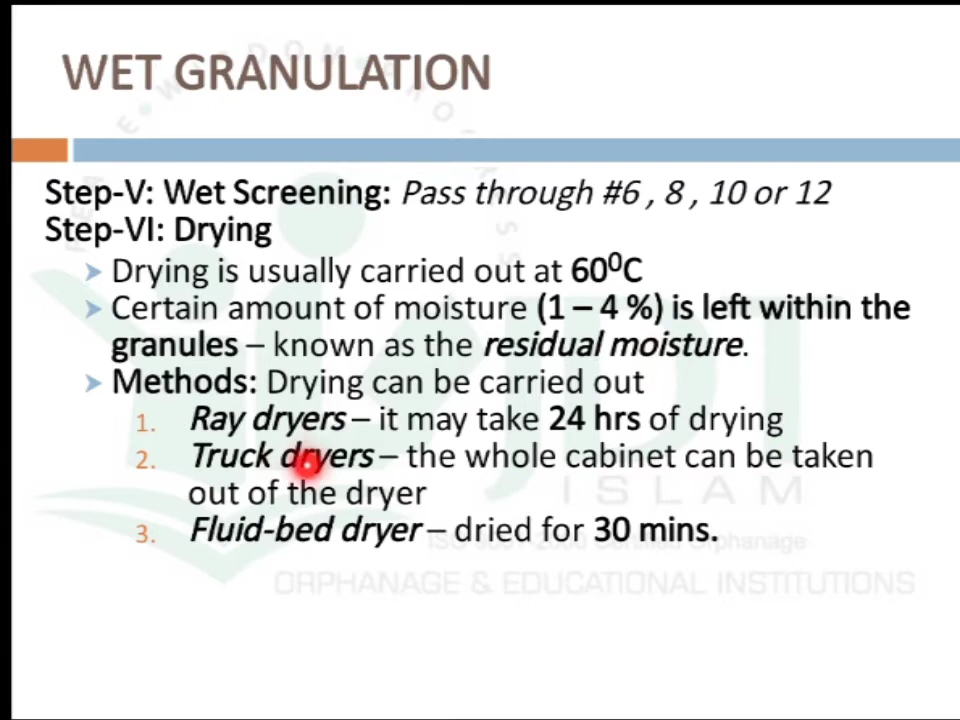 WET GRANULATION
Step-V: Wet Screening: Pass through #6 , 8 , 10 or 12
Step-VI: Drying
➤ Drying is usually carried out at 60⁰C
➤ Certain amount of moisture (1 – 4 %) is left within the
granules – known as the residual moisture.
➤ Methods: Drying can be carried out
1. Ray dryers – it may take 24 hrs of drying
2. Truck dryers – the whole cabinet can be taken
out of the dryer
ISLAM
3. Fluid-bed dryer – dried for 30 mins.
Orphanage
ORPHANAGE & EDUCATIONAL INSTITUTIONS